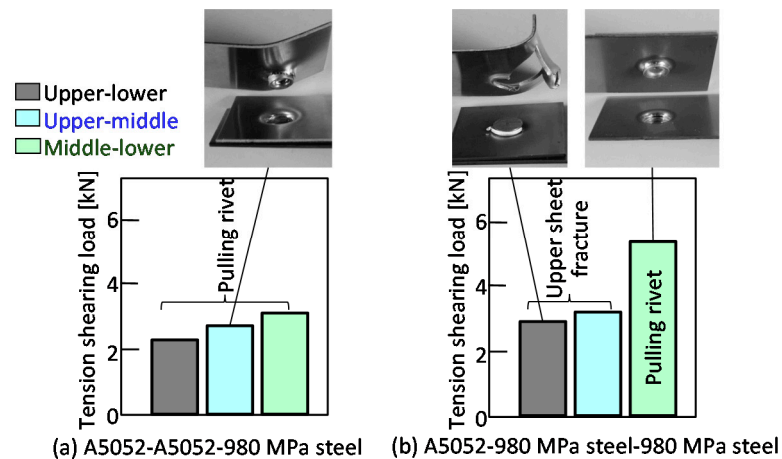 Upper-lower
Upper-middle
Middle-lower
Tension shearing load [kN]
6
4
2
0
Pulling rivet
(a) A5052-A5052-980 MPa steel
Tension shearing load [kN]
6
4
2
0
Upper sheet
fracture
Pulling rivet
(b) A5052-980 MPa steel-980 MPa steel